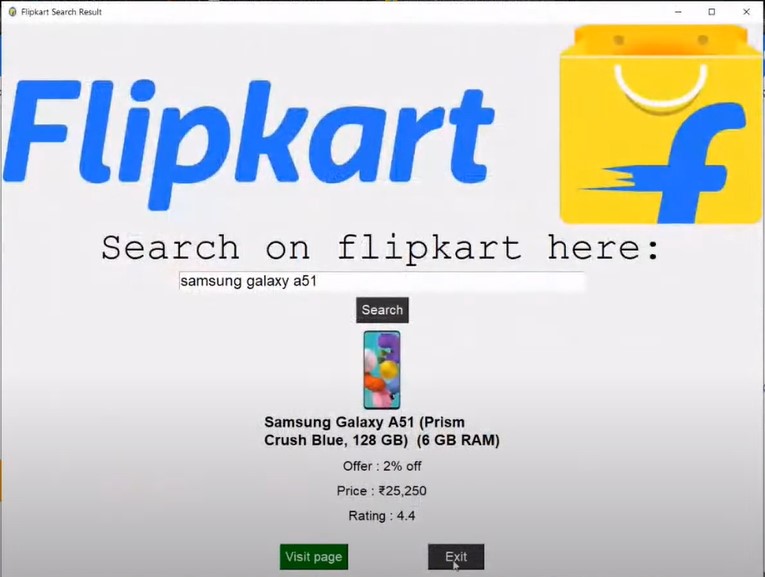 Flipkart Search Result
Flipkart
f
Search on flipkart here:
samsung galaxy a51
Search
Samsung Galaxy A51 (Prism
Crush Blue, 128 GB)  (6 GB RAM)
Offer : 2% off
Price : ₹25,250
Rating : 4.4
Visit page
Exit